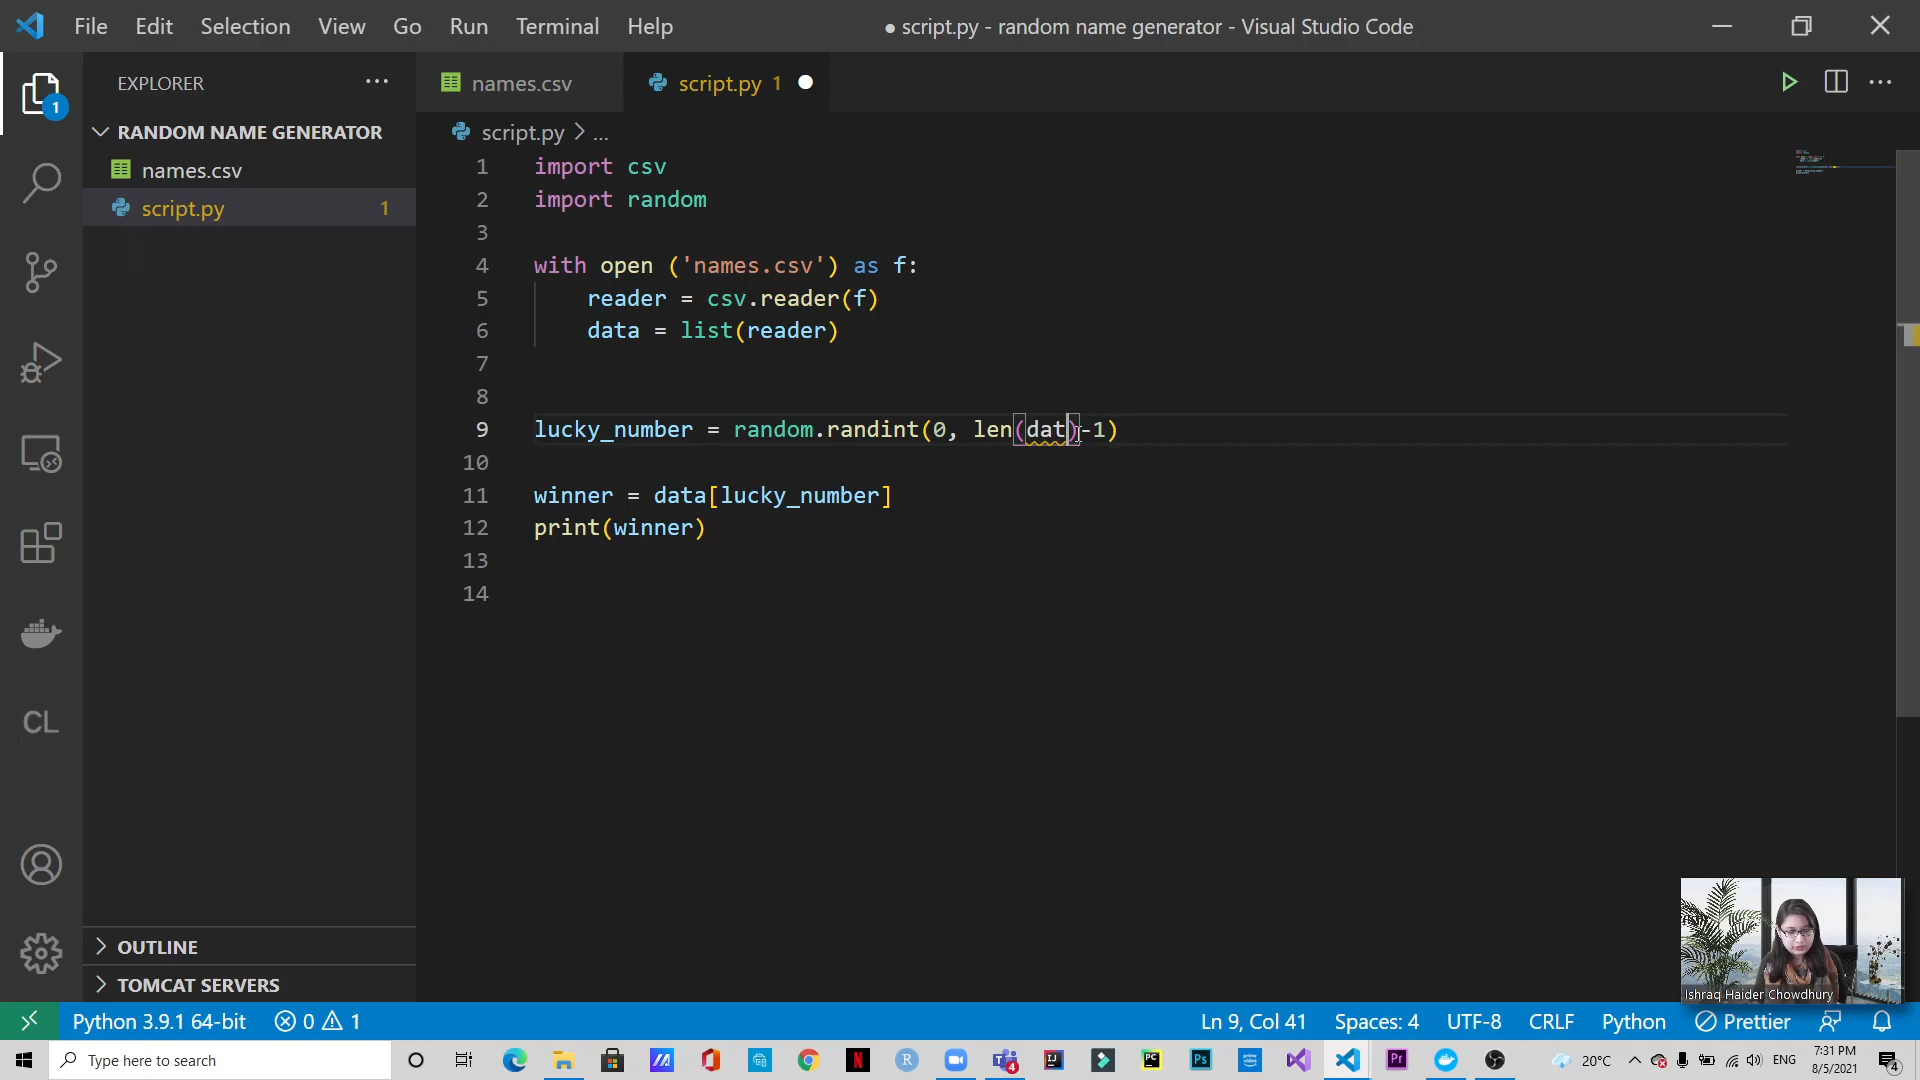 File Edit Selection View Go Run Terminal Help ● script.py - random name generator - Visual Studio Code
EXPLORER ··· names.csv script.py 1
RANDOM NAME GENERATOR script.py > ...
names.csv
script.py 1
1 import csv
2 import random
3
4 with open ('names.csv') as f:
5 reader = csv.reader(f)
6 data = list(reader)
7
8
9 lucky_number = random.randint(0, len(dat)-1)
10
11 winner = data[lucky_number]
12 print(winner)
13
14
1
CL
OUTLINE
TOMCAT SERVERS
Ishraq Haider Chowdhury
Python 3.9.1 64-bit 0 1 Ln 9, Col 41 Spaces: 4 UTF-8 CRLF Python Prettier
Type here to search 20°C ENG 7:31 PM
8/5/2021
4
4